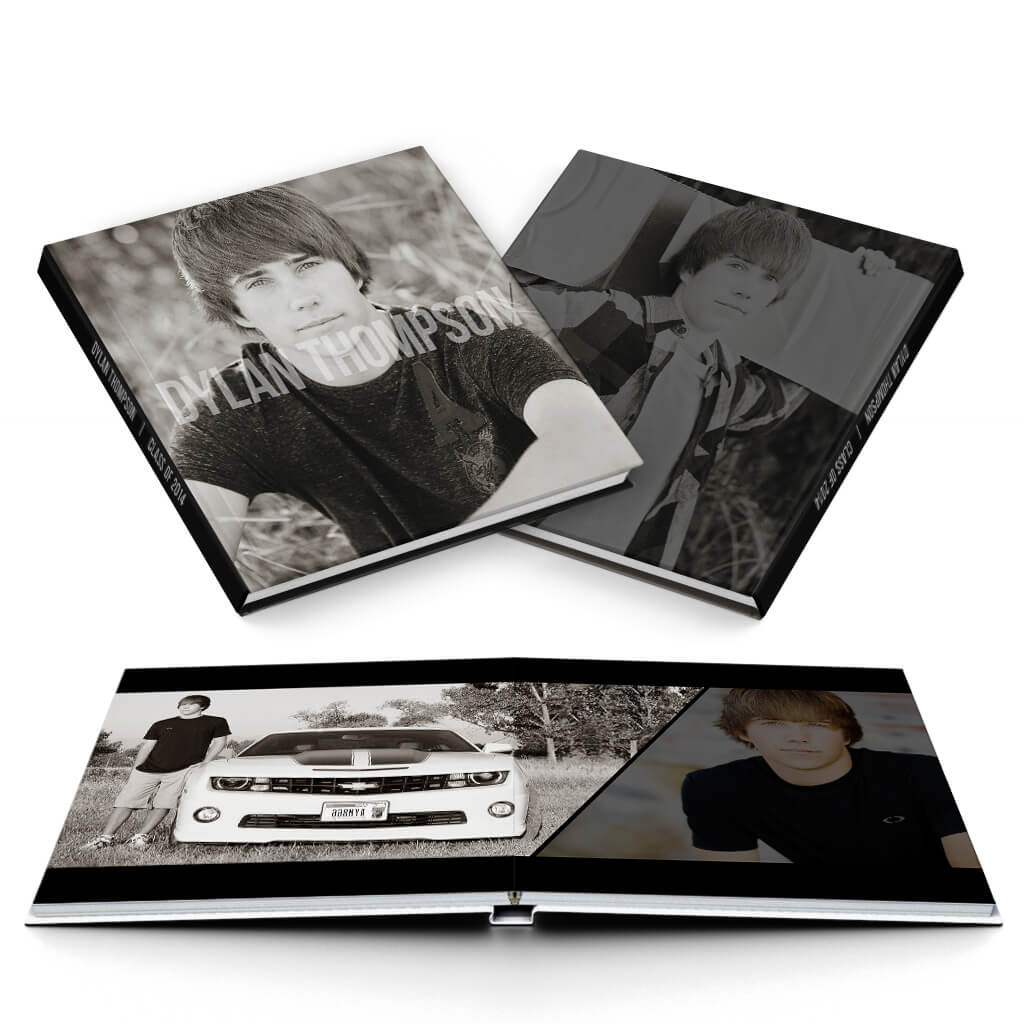 DYLAN THOMPSON
DYLAN THOMPSON | CLASS OF 2014
A
DYLAN THOMPSON | CLASS OF 2014